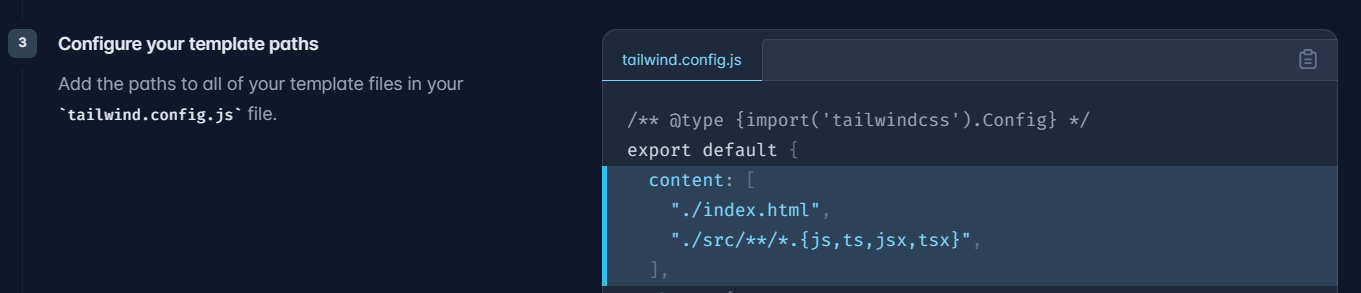 3
Configure your template paths
Add the paths to all of your template files in your
`tailwind.config.js` file.
tailwind.config.js
/** @type {import('tailwindcss').Config} */
export default {
content: [
"./index.html",
"./src/**/*.{js,ts,jsx,tsx}",
],